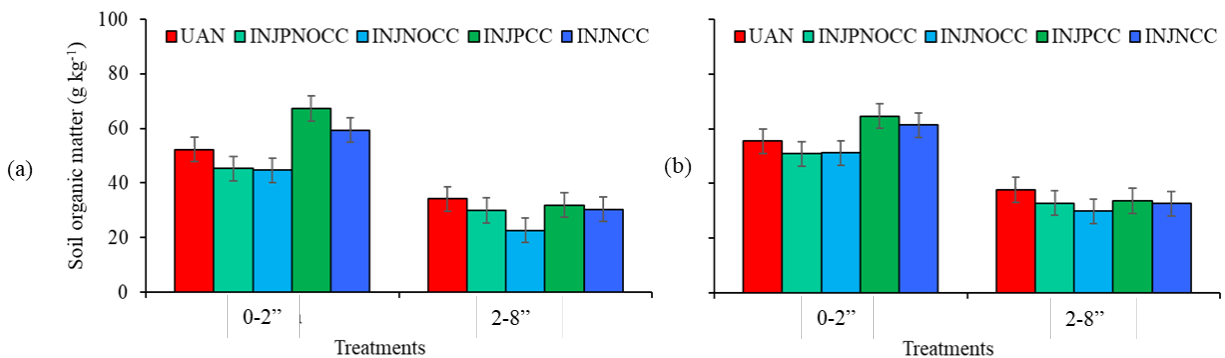 (a)
Soil organic matter (g kg-1)
100
80
60
40
20
0
UAN INJPNOCC INJNOCC INJPCC INJNCC
0-2” 2-8”
Treatments
(b)
UAN INJPNOCC INJNOCC INJPCC INJNCC
0-2” 2-8”
Treatments